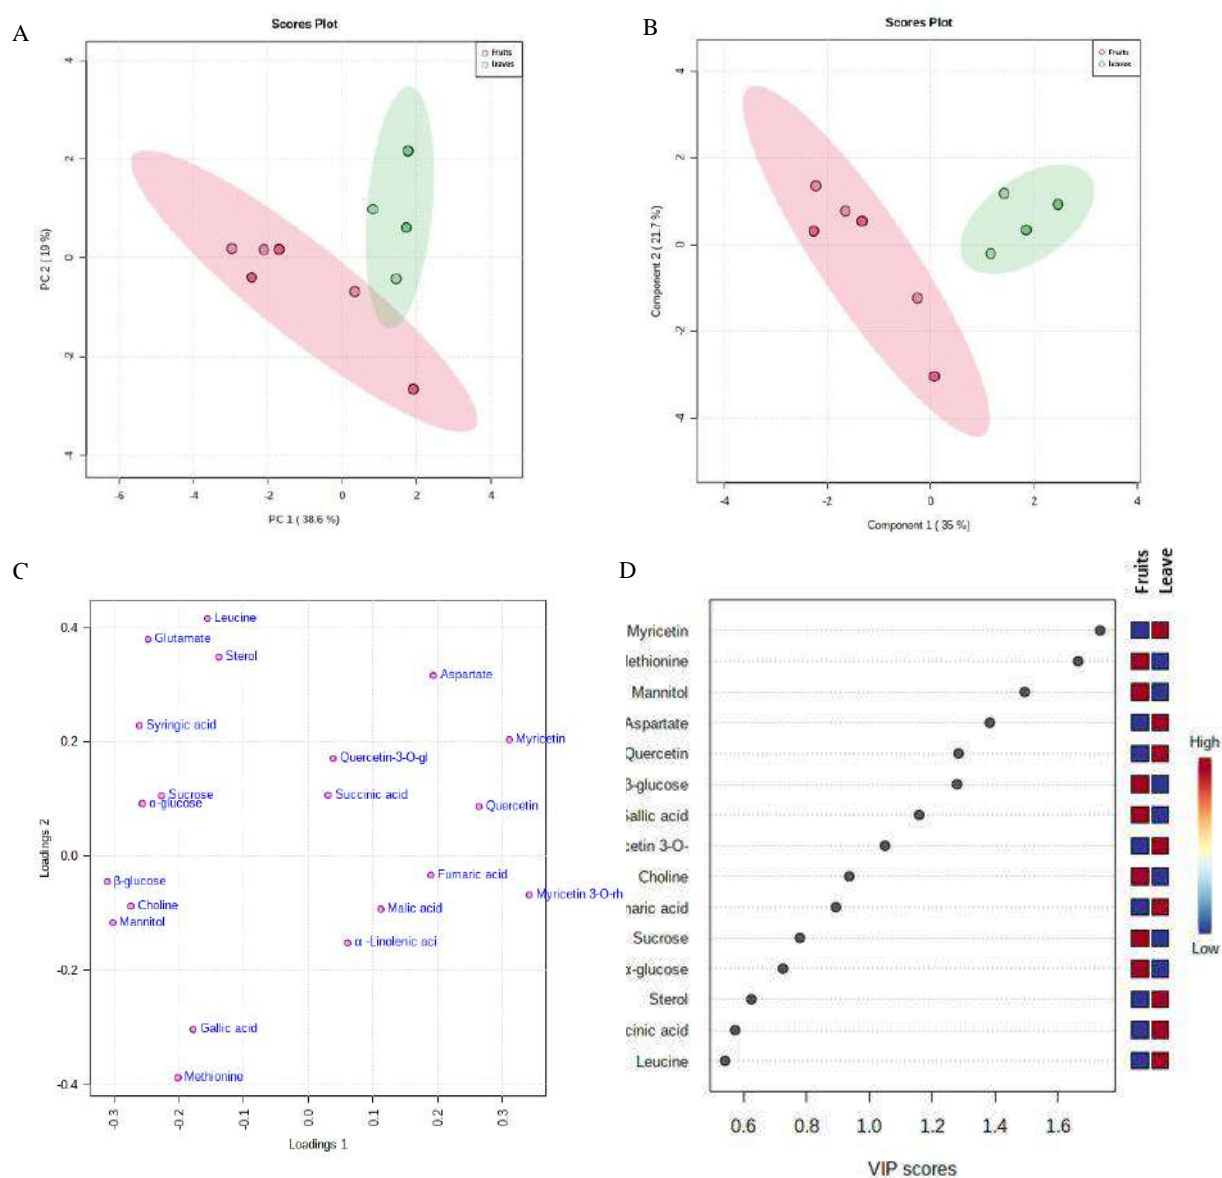 A
Scores Plot
Fruits
leaves
4
2
0
-2
-4
PC 2 ( 19 %)
-6
-4
-2
0
2
4
PC 1 ( 38.6 %)
B
Scores Plot
Fruits
leaves
4
2
0
-2
-4
Component 2 ( 21.7 %)
-4
-2
0
2
4
Component 1 ( 35 %)
C
0.4
0.2
0.0
-0.2
-0.4
Loadings 2
Leucine
Glutamate
Sterol
Aspartate
Syringic acid
Myricetin
Quercetin-3-O-gl
Sucrose
Succinic acid
α-glucose
Quercetin
β-glucose
Fumaric acid
Myricetin 3-O-rh
Choline
Malic acid
Mannitol
α -Linolenic aci
Gallic acid
Methionine
-0.3
-0.2
-0.1
0.0
0.1
0.2
0.3
Loadings 1
D
Fruits
Leave
Myricetin
lethionine
Mannitol
Aspartate
Quercetin
β-glucose
Gallic acid
cetin 3-O-
Choline
naric acid
Sucrose
α-glucose
Sterol
cinic acid
Leucine
High
Low
0.6
0.8
1.0
1.2
1.4
1.6
VIP scores